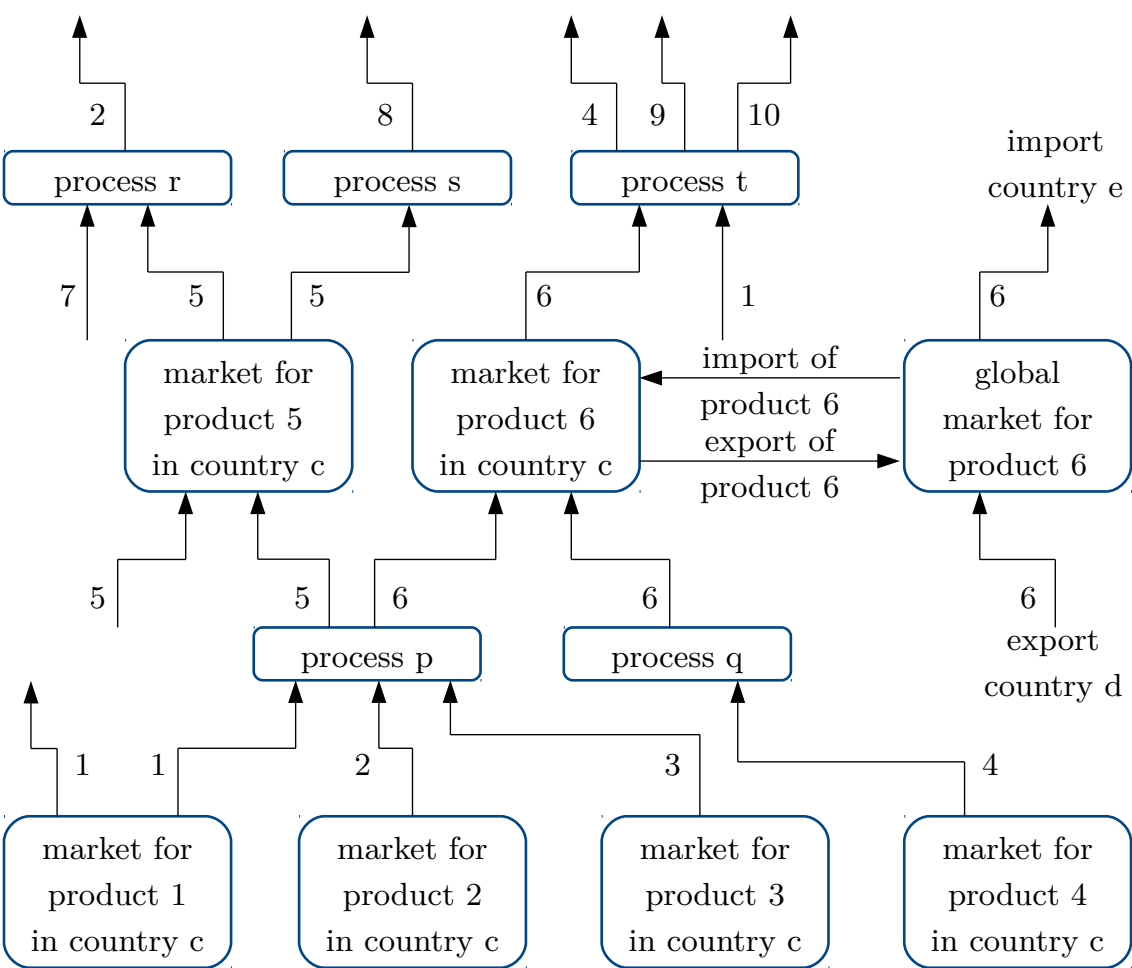 2
8
4
9
10
process r
process s
process t
import
country e
7
5
5
6
1
6
market for
product 5
in country c
market for
product 6
in country c
import of
product 6
export of
product 6
global
market for
product 6
5
5
6
6
6
process p
process q
export
country d
1
1
2
3
4
market for
product 1
in country c
market for
product 2
in country c
market for
product 3
in country c
market for
product 4
in country c